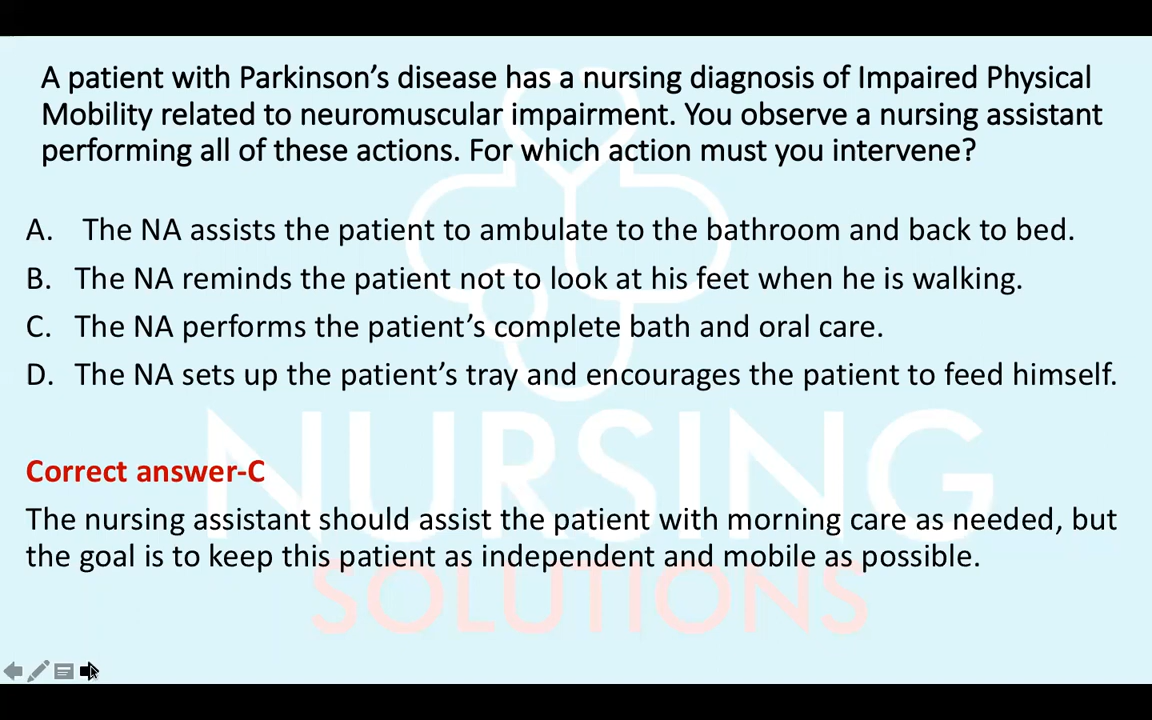 A patient with Parkinson’s disease has a nursing diagnosis of Impaired Physical
Mobility related to neuromuscular impairment. You observe a nursing assistant
performing all of these actions. For which action must you intervene?
A. The NA assists the patient to ambulate to the bathroom and back to bed.
B. The NA reminds the patient not to look at his feet when he is walking.
C. The NA performs the patient’s complete bath and oral care.
D. The NA sets up the patient’s tray and encourages the patient to feed himself.
NURSING
Correct answer-C
The nursing assistant should assist the patient with morning care as needed, but
the goal is to keep this patient as independent and mobile as possible.
SOLUTIONS